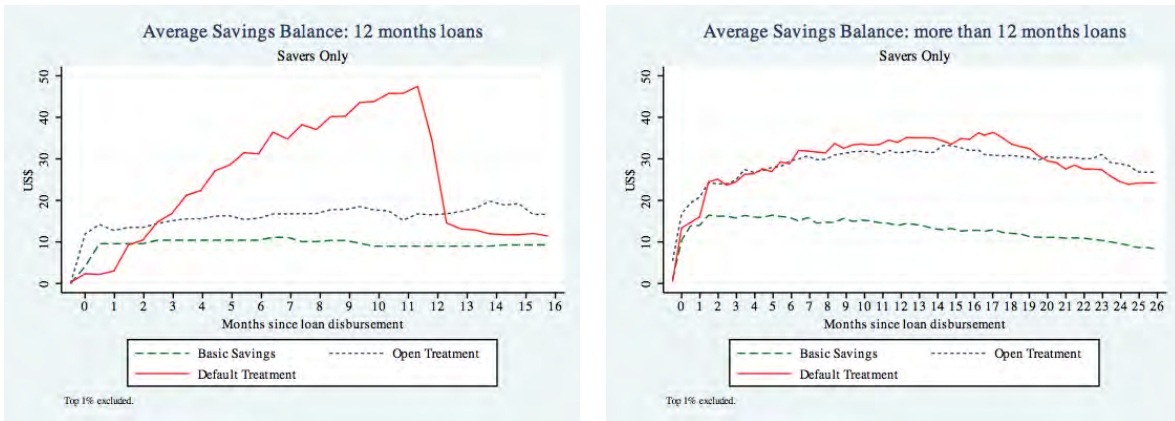 Average Savings Balance: 12 months loans
Savers Only
50
40
30
20
10
0
US$
0 1 2 3 4 5 6 7 8 9 10 11 12 13 14 15 16
Months since loan disbursement
Basic Savings Open Treatment
Default Treatment
Top 1% excluded.
Average Savings Balance: more than 12 months loans
Savers Only
50
40
30
20
10
0
US$
0 1 2 3 4 5 6 7 8 9 10 11 12 13 14 15 16 17 18 19 20 21 22 23 24 25 26
Months since loan disbursement
Basic Savings Open Treatment
Default Treatment
Top 1% excluded.